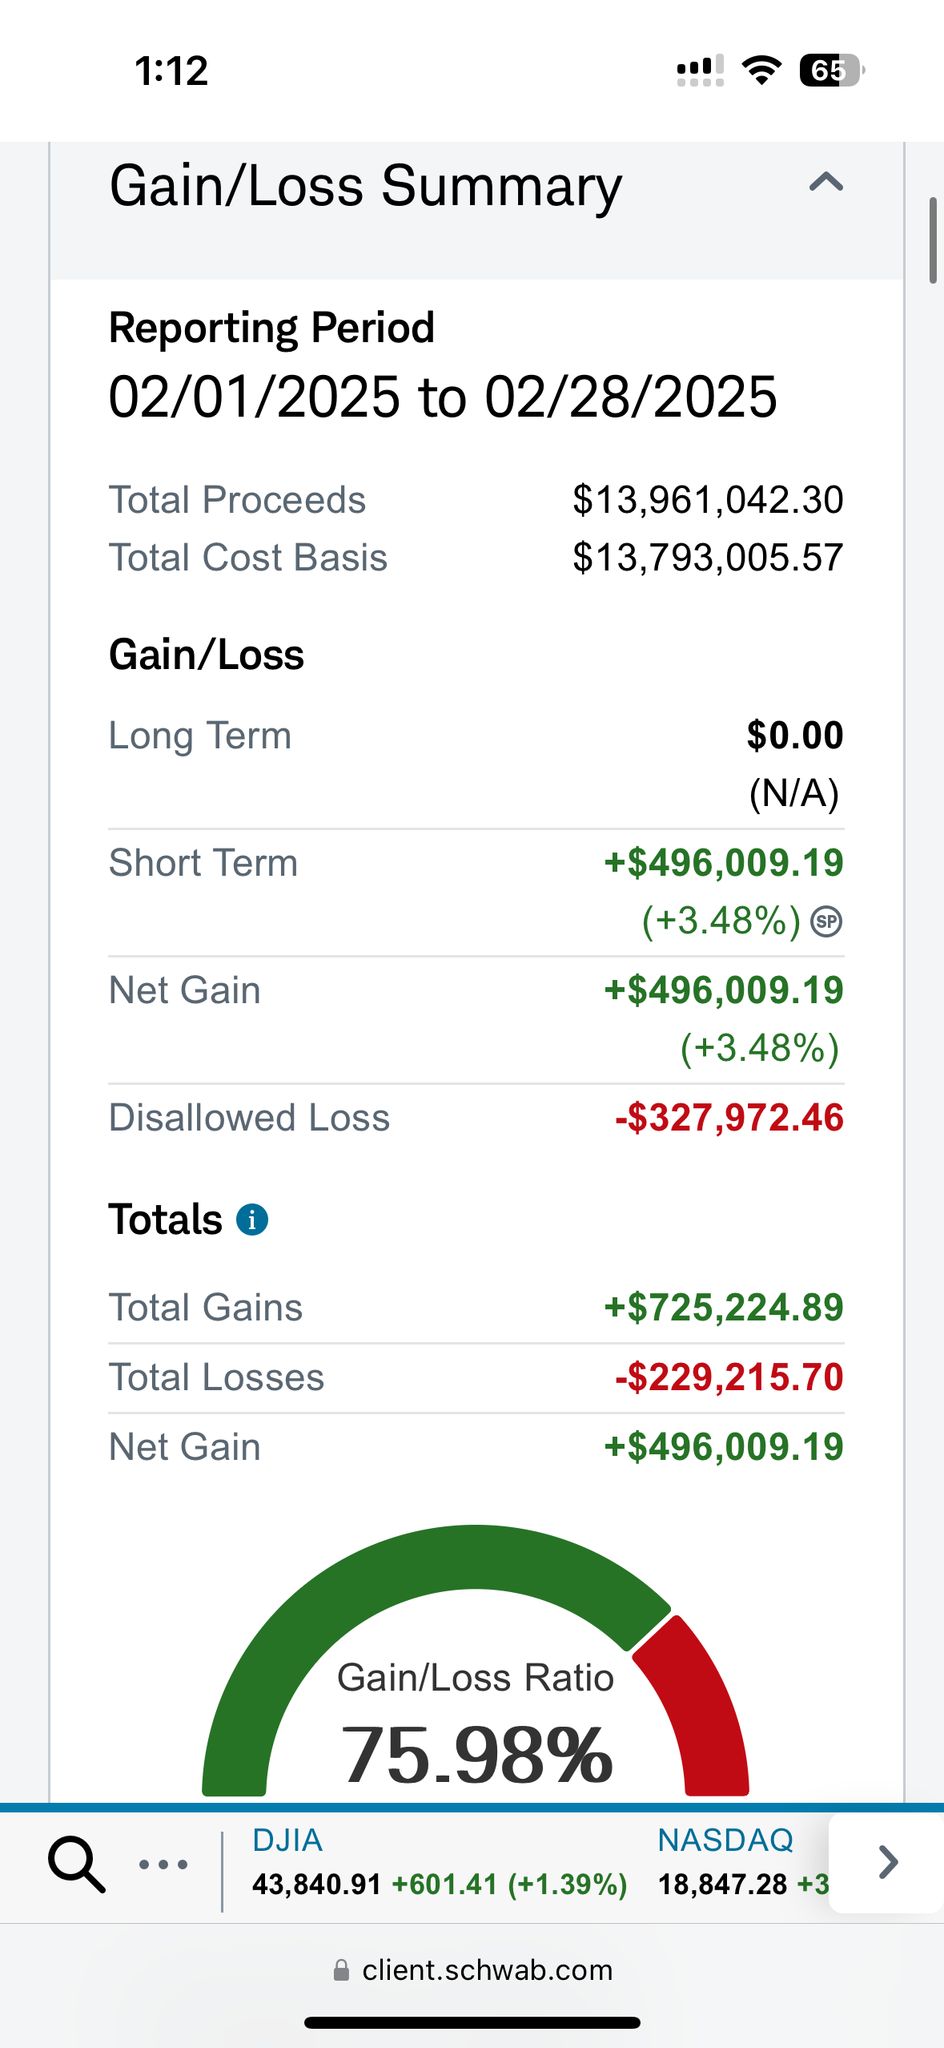 1:12
65
Gain/Loss Summary
Reporting Period
02/01/2025 to 02/28/2025
Total Proceeds $13,961,042.30
Total Cost Basis $13,793,005.57
Gain/Loss
Long Term $0.00
(N/A)
Short Term +$496,009.19
(+3.48%) SP
Net Gain +$496,009.19
(+3.48%)
Disallowed Loss -$327,972.46
Totals i
Total Gains +$725,224.89
Total Losses -$229,215.70
Net Gain +$496,009.19
Gain/Loss Ratio
75.98%
DJIA NASDAQ
43,840.91 +601.41 (+1.39%) 18,847.28 +3
client.schwab.com